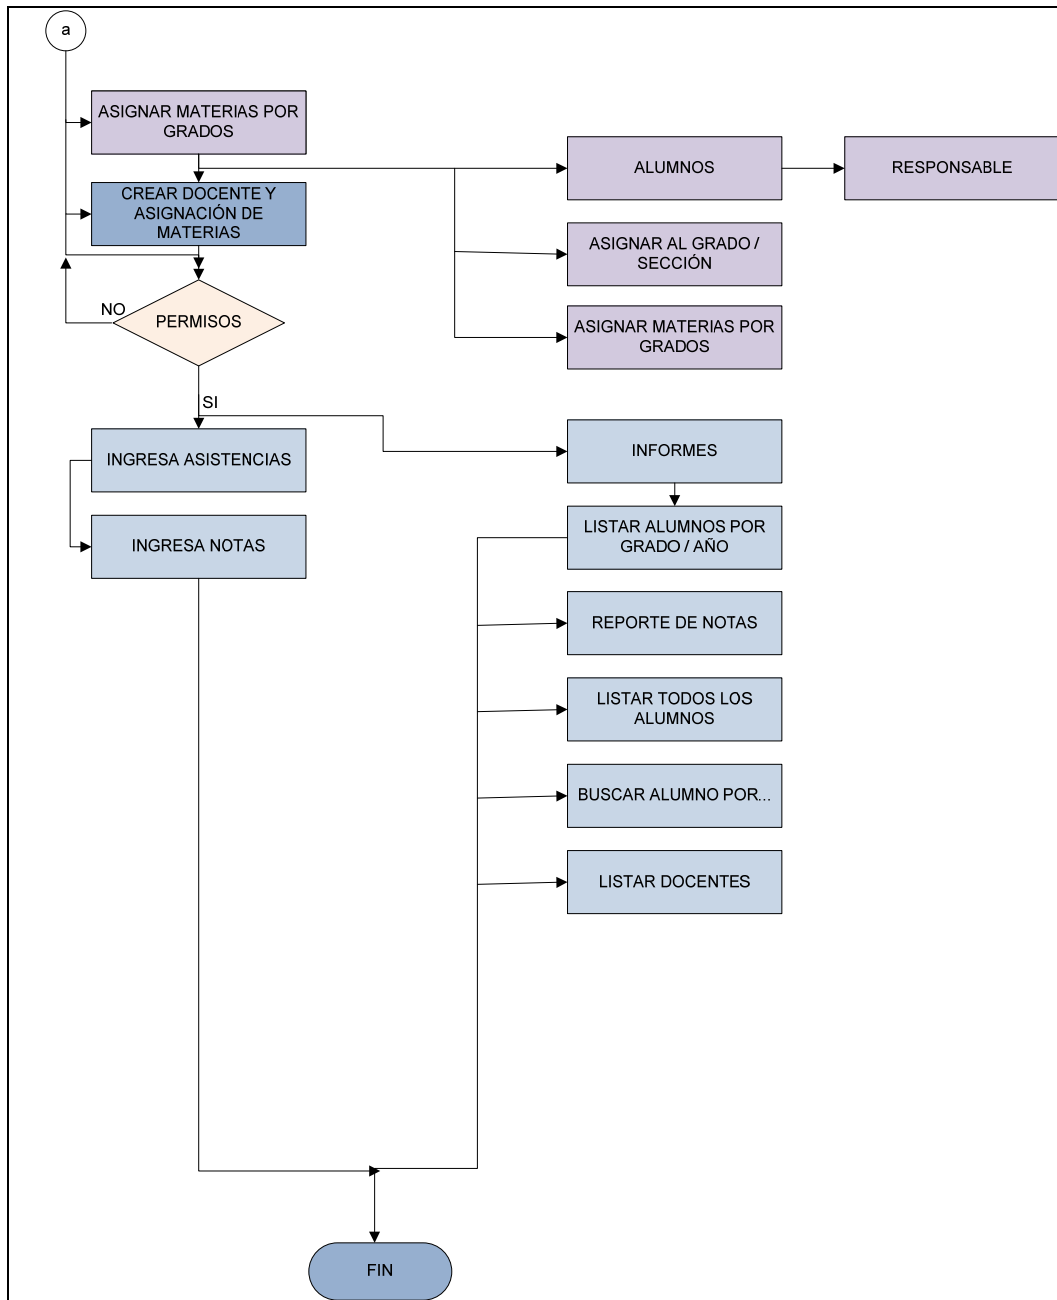 a
ASIGNAR MATERIAS POR
GRADOS
ALUMNOS
RESPONSABLE
CREAR DOCENTE Y
ASIGNACIÓN DE
MATERIAS
ASIGNAR AL GRADO /
SECCIÓN
NO
PERMISOS
ASIGNAR MATERIAS POR
GRADOS
SI
INGRESA ASISTENCIAS
INFORMES
INGRESA NOTAS
LISTAR ALUMNOS POR
GRADO / AÑO
REPORTE DE NOTAS
LISTAR TODOS LOS
ALUMNOS
BUSCAR ALUMNO POR...
LISTAR DOCENTES
FIN